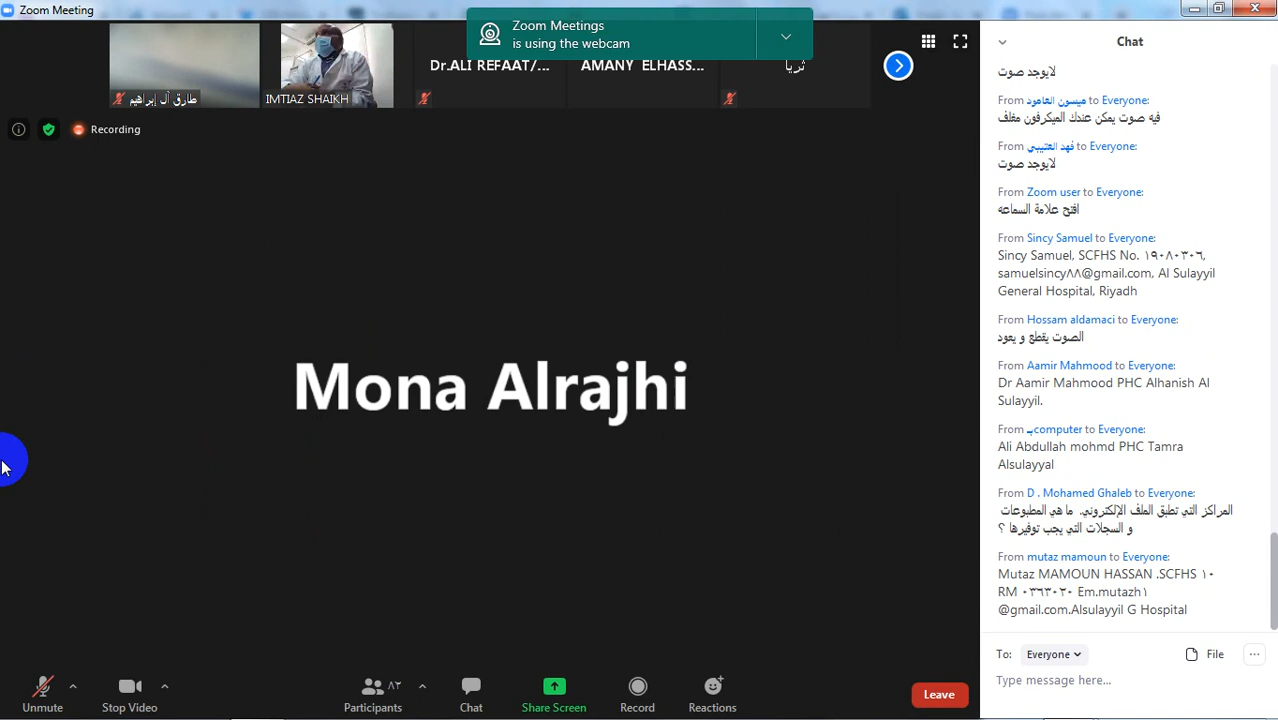 Zoom Meeting
Zoom Meetings
is using the webcam
طارق آل إبراهيم
IMTIAZ SHAIKH
Dr.ALI REFAAT/...
AMANY ELHASS...
ثريا
Recording
Mona Alrajhi
Chat
لايوجد صوت
From ميسون العامود to Everyone:
فيه صوت يمكن عندك الميكرفون مغلف
From فهد العتيبي to Everyone:
لايوجد صوت
From Zoom user to Everyone:
افتح علامة السماعه
From Sincy Samuel to Everyone:
Sincy Samuel, SCFHS No. ١٩٠٨٠٣٠٦,
samuelsincy٨٨@gmail.com, Al Sulayyil
General Hospital, Riyadh
From Hossam aldamaci to Everyone:
الصوت يقطع و يعود
From Aamir Mahmood to Everyone:
Dr Aamir Mahmood PHC Alhanish Al
Sulayyil.
From computer to Everyone:
Ali Abdullah mohmd PHC Tamra
Alsulayyal
From D . Mohamed Ghaleb to Everyone:
المراكز التي تطبق الملف الإلكتروني. ما هي المطبوعات
و السجلات التي يجب توفيرها ؟
From mutaz mamoun to Everyone:
Mutaz MAMOUN HASSAN .SCFHS ١٠
RM ٠٣٦٣٠٢٠ Em.mutazh١
@gmail.com.Alsulayyil G Hospital
To: Everyone
File
Type message here...
Unmute
Stop Video
٨٢
Participants
Chat
Share Screen
Record
Reactions
Leave